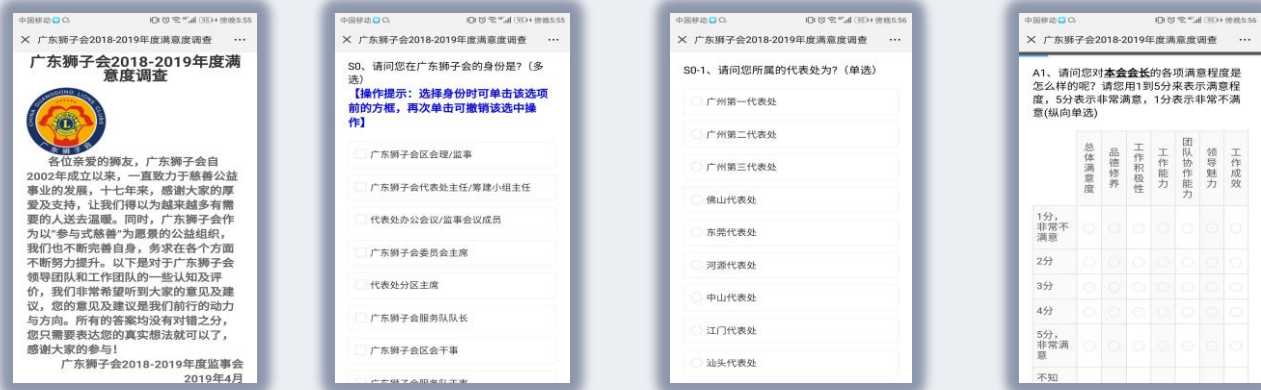 中国移动
傍晚5:55
广东狮子会2018-2019年度满意度调查
广东狮子会2018-2019年度满
意度调查
CHINA GUANGDONG LIONS CLUBS
广东狮子会
各位亲爱的狮友，广东狮子会自
2002年成立以来，一直致力于慈善公益
事业的发展，十七年来，感谢大家的厚
爱及支持，让我们得以为越来越多有需
要的人送去温暖。同时，广东狮子会作
为以“参与式慈善”为愿景的公益组织，
我们也不断完善自身，务求在各个方面
不断努力提升。以下是对于广东狮子会
领导团队和工作团队的一些认知及评
价，我们非常希望听到大家的意见及建
议，您的意见及建议是我们前行的动力
与方向。所有的答案均没有对错之分，
您只需要表达您的真实想法就可以了，
感谢大家的参与！
广东狮子会2018-2019年度监事会
2019年4月
中国移动
傍晚5:55
广东狮子会2018-2019年度满意度调查
S0、请问您在广东狮子会的身份是？（多
选）
【操作提示：选择身份时可单击该选项
前的方框，再次单击可撤销该选中操
作】
广东狮子会区会理/监事
广东狮子会代表处主任/筹建小组主任
代表处办公会议/监事会议成员
广东狮子会委员会主席
代表处分区主席
广东狮子会服务队队长
广东狮子会区会干事
广东狮子会服务队干事
中国移动
傍晚5:56
广东狮子会2018-2019年度满意度调查
S0-1、请问您所属的代表处为？（单选）
广州第一代表处
广州第二代表处
广州第三代表处
佛山代表处
东莞代表处
河源代表处
中山代表处
江门代表处
汕头代表处
中国移动
傍晚5:56
广东狮子会2018-2019年度满意度调查
A1、请问您对本会会长的各项满意程度是
怎么样的呢？请您用1到5分来表示满意程
度，5分表示非常满意，1分表示非常不满
意(纵向单选)
总体满意度
品德修养
工作积极性
工作能力
团队协作能力
领导魅力
工作成效
1分，
非常不
满意
2分
3分
4分
5分，
非常满
意
不知